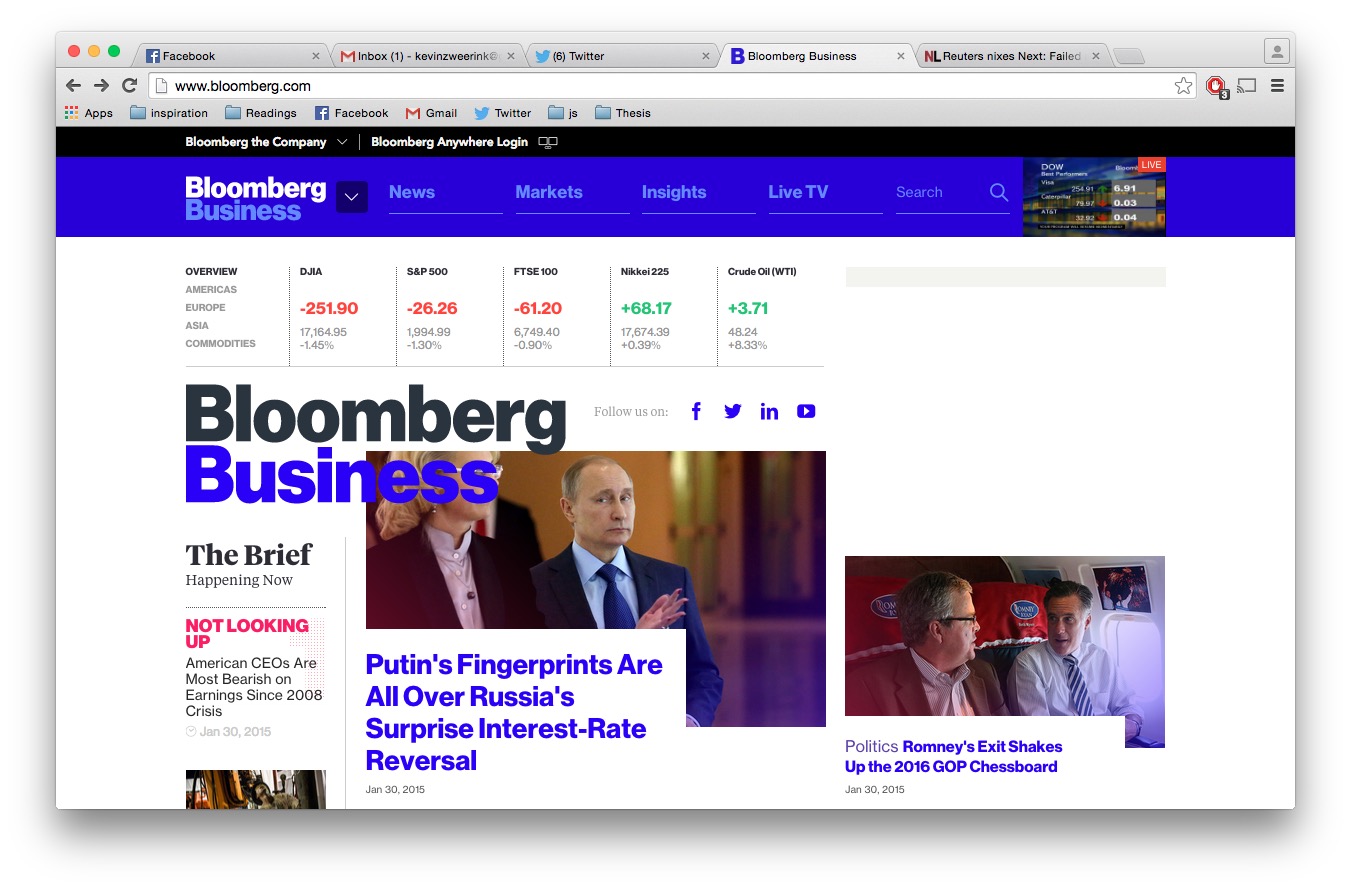 Facebook
Inbox (1) - kevinzweerink@
(6) Twitter
Bloomberg Business
Reuters nixes Next: Failed
www.bloomberg.com
3
Apps
inspiration
Readings
Facebook
Gmail
Twitter
js
Thesis
Bloomberg the Company
Bloomberg Anywhere Login
Bloomberg
Business
News
Markets
Insights
Live TV
Search
LIVE
DOW
Best Performers
Visa
254.91 6.91
Caterpillar
79.97 0.03
AT&T
32.92 0.04
OVERVIEW
AMERICAS
EUROPE
ASIA
COMMODITIES
DJIA
-251.90
17,164.95
-1.45%
S&P 500
-26.26
1,994.99
-1.30%
FTSE 100
-61.20
6,749.40
-0.90%
Nikkei 225
+68.17
17,674.39
+0.39%
Crude Oil (WTI)
+3.71
48.24
+8.33%
Bloomberg
Business
Follow us on:
The Brief
Happening Now
NOT LOOKING
UP
American CEOs Are
Most Bearish on
Earnings Since 2008
Crisis
Jan 30, 2015
Putin's Fingerprints Are
All Over Russia's
Surprise Interest-Rate
Reversal
Jan 30, 2015
ROMNEY
RYAN
Politics Romney's Exit Shakes
Up the 2016 GOP Chessboard
Jan 30, 2015